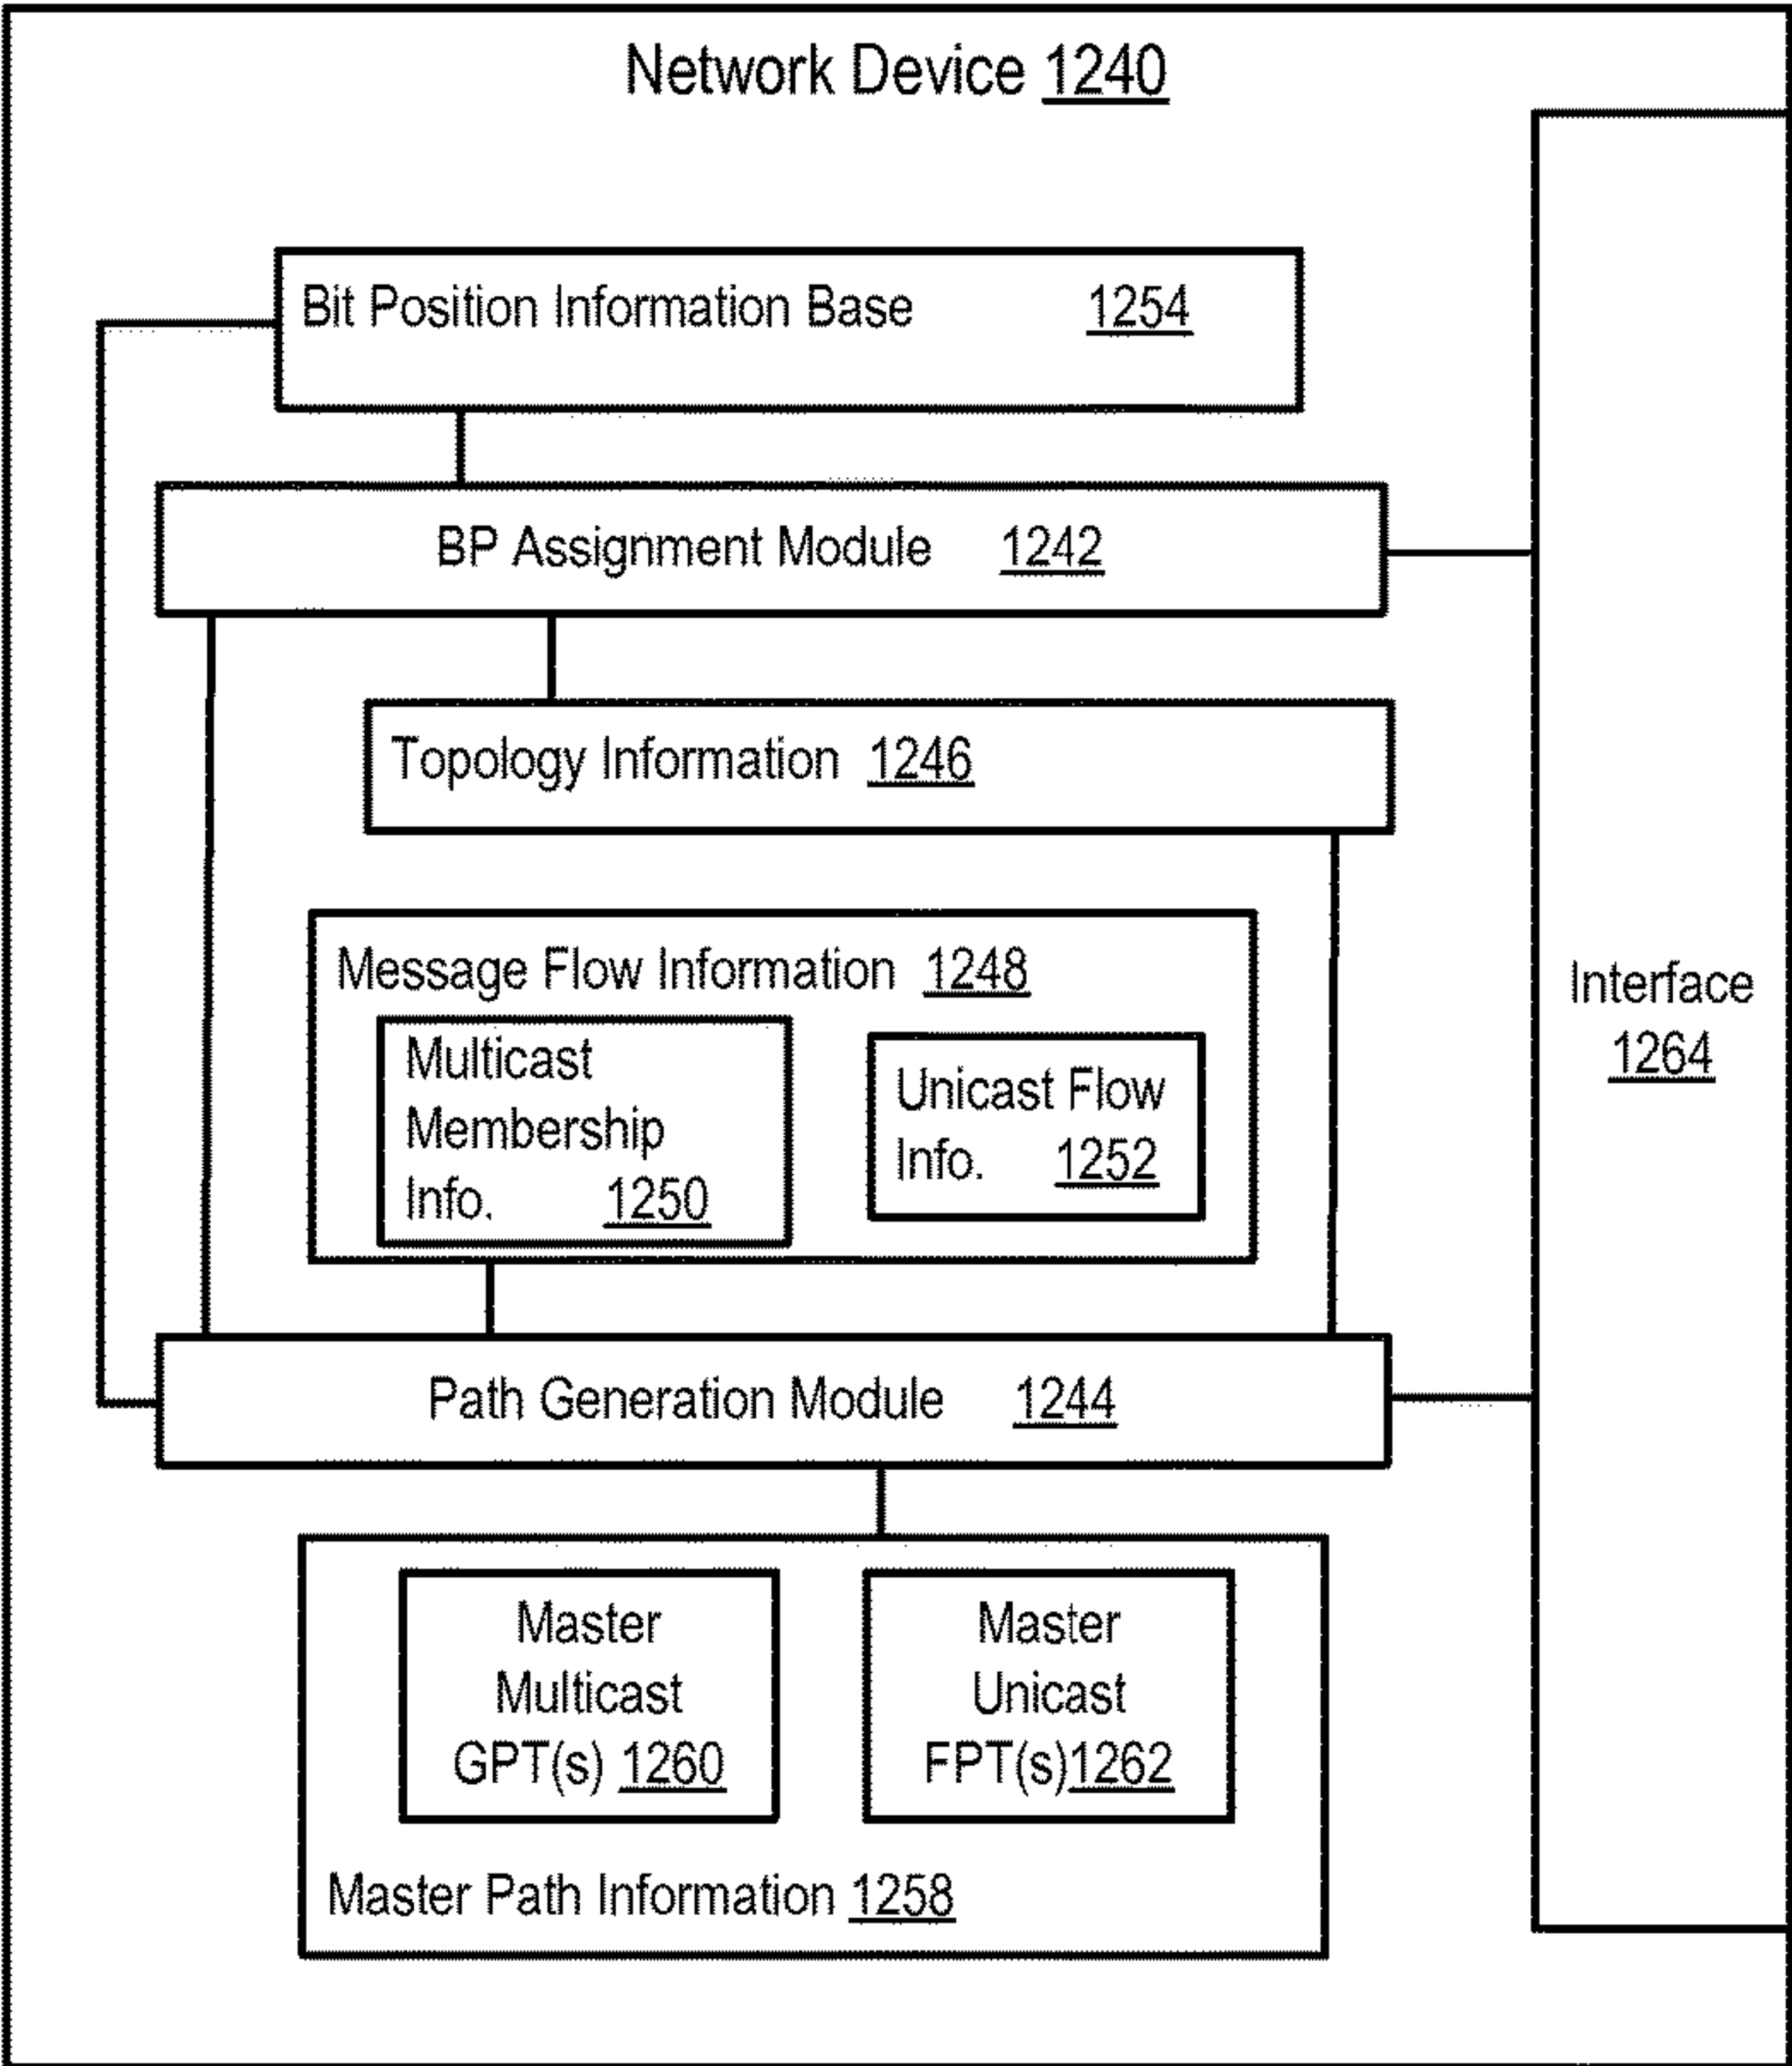 Network Device 1240
Bit Position Information Base 1254
BP Assignment Module 1242
Topology Information 1246
Message Flow Information 1248
Multicast
Membership
Info. 1250
Unicast Flow
Info. 1252
Interface
1264
Path Generation Module 1244
Master
Multicast
GPT(s) 1260
Master
Unicast
FPT(s)1262
Master Path Information 1258